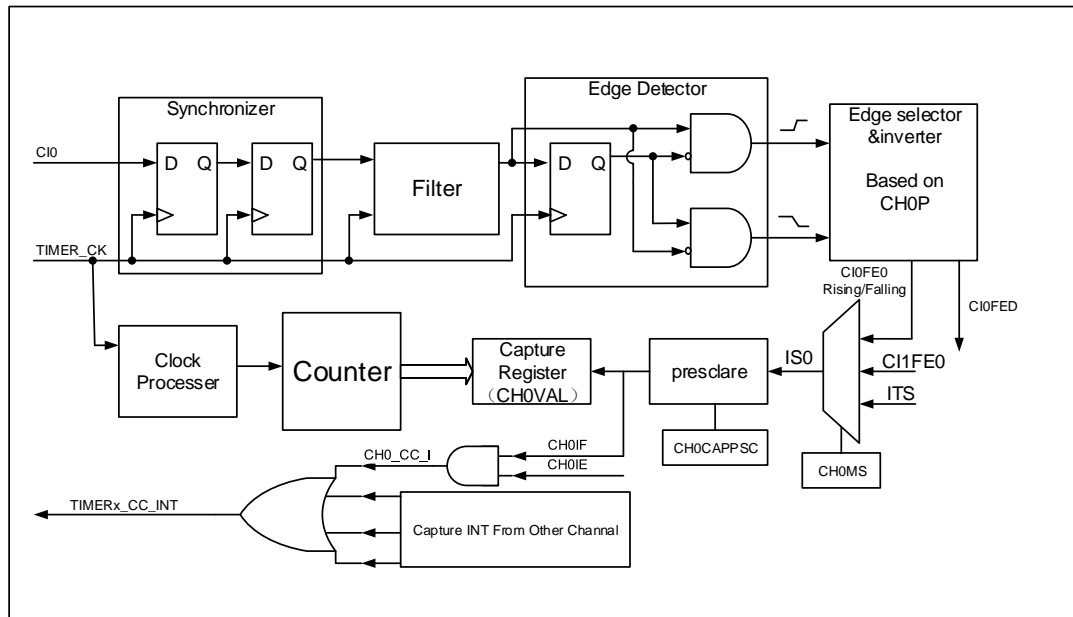 Synchronizer
Edge Detector
Edge selector
&inverter
Based on
CH0P
CI0
D Q
D Q
Filter
D Q
TIMER_CK
CI0FE0
Rising/Falling
CI0FED
Clock
Processer
Counter
Capture
Register
（CH0VAL）
presclare
IS0
CI1FE0
ITS
CH0CAPPSC
CH0MS
CH0_CC_I
CH0IF
CH0IE
TIMERx_CC_INT
Capture INT From Other Channel